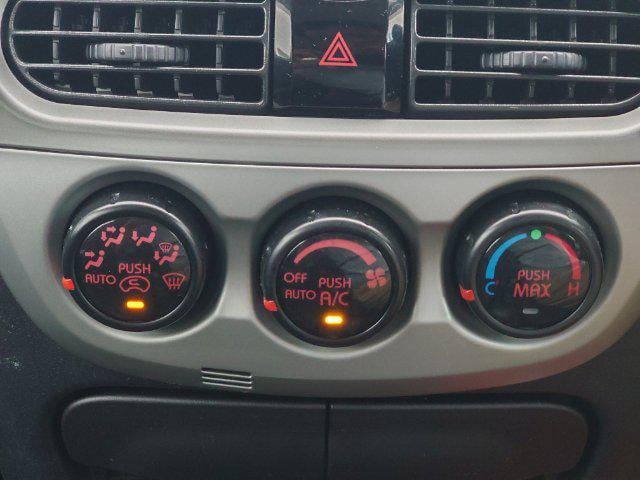 PUSH
AUTO
OFF PUSH
AUTO A/C
PUSH
C MAX H